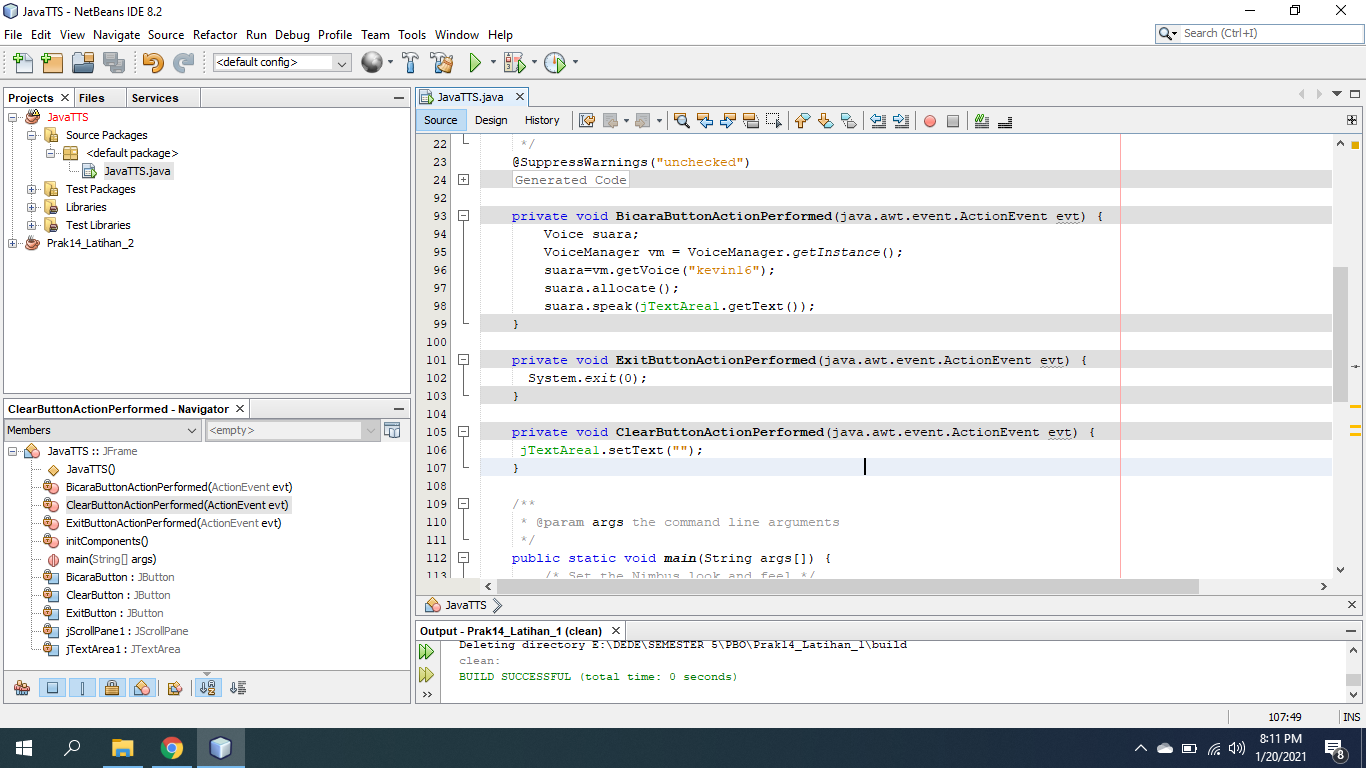 JavaTTS - NetBeans IDE 8.2
File Edit View Navigate Source Refactor Run Debug Profile Team Tools Window Help
Search (Ctrl+I)
<default config>
Projects Files Services
JavaTTS
Source Packages
<default package>
JavaTTS.java
Test Packages
Libraries
Test Libraries
Prak14_Latihan_2
ClearButtonActionPerformed - Navigator
Members <empty>
JavaTTS :: JFrame
JavaTTS()
BicaraButtonActionPerformed(ActionEvent evt)
ClearButtonActionPerformed(ActionEvent evt)
ExitButtonActionPerformed(ActionEvent evt)
initComponents()
main(String[] args)
BicaraButton : JButton
ClearButton : JButton
ExitButton : JButton
jScrollPane1 : JScrollPane
jTextArea1 : JTextArea
JavaTTS.java
Source Design History
22 */
23 @SuppressWarnings("unchecked")
24 Generated Code
92
93 private void BicaraButtonActionPerformed(java.awt.event.ActionEvent evt) {
94 Voice suara;
95 VoiceManager vm = VoiceManager.getInstance();
96 suara=vm.getVoice("kevin16");
97 suara.allocate();
98 suara.speak(jTextArea1.getText());
99 }
100
101 private void ExitButtonActionPerformed(java.awt.event.ActionEvent evt) {
102 System.exit(0);
103 }
104
105 private void ClearButtonActionPerformed(java.awt.event.ActionEvent evt) {
106 jTextArea1.setText("");
107 }
108
109 /**
110 * @param args the command line arguments
111 */
112 public static void main(String args[]) {
113 /* Set the Nimbus look and feel */
JavaTTS
Output - Prak14_Latihan_1 (clean)
Deleting directory E:\DEDE\SEMESTER 5\PBO\Prak14_Latihan_1\build
clean:
BUILD SUCCESSFUL (total time: 0 seconds)
107:49 INS
8:11 PM
1/20/2021
8